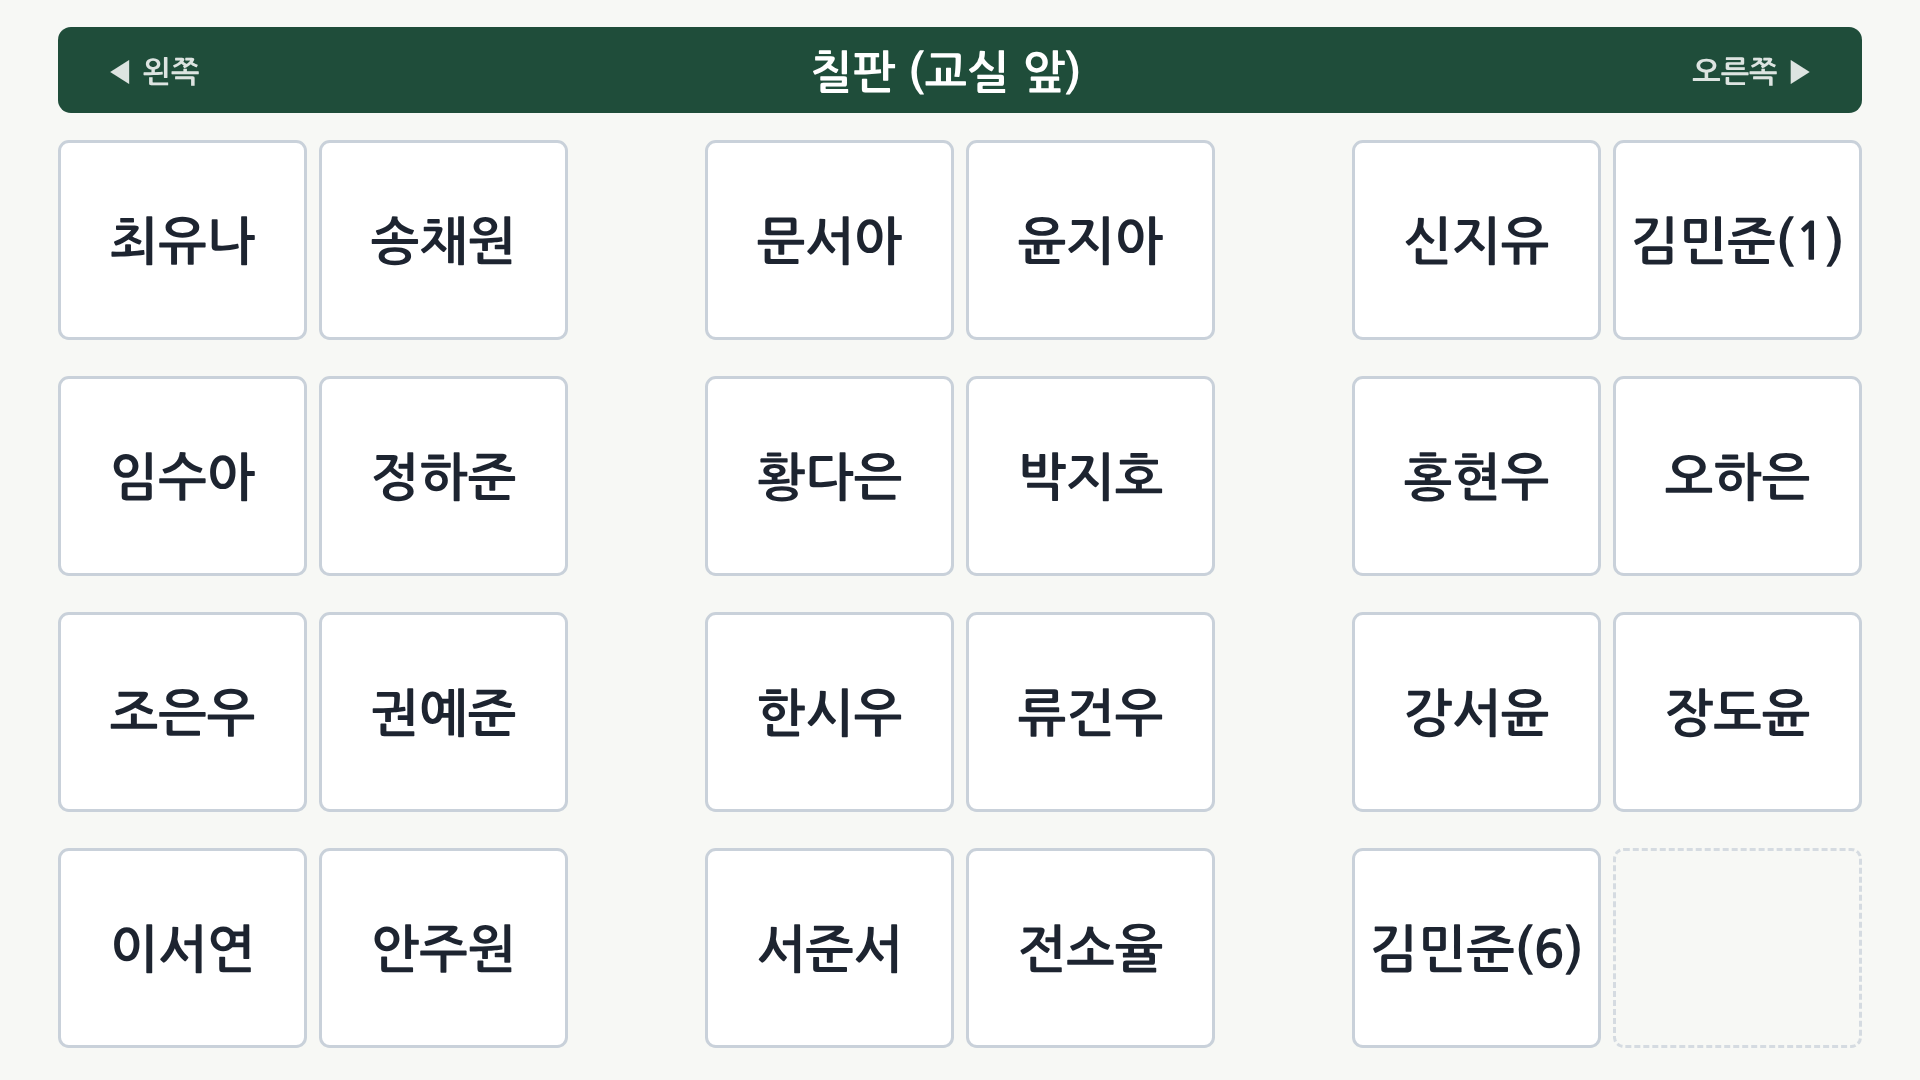 ◀ 왼쪽 칠판 (교실 앞) 오른쪽 ▶
최유나 송채원 문서아 윤지아 신지유 김민준(1)
임수아 정하준 황다은 박지호 홍현우 오하은
조은우 권예준 한시우 류건우 강서윤 장도윤
이서연 안주원 서준서 전소율 김민준(6)